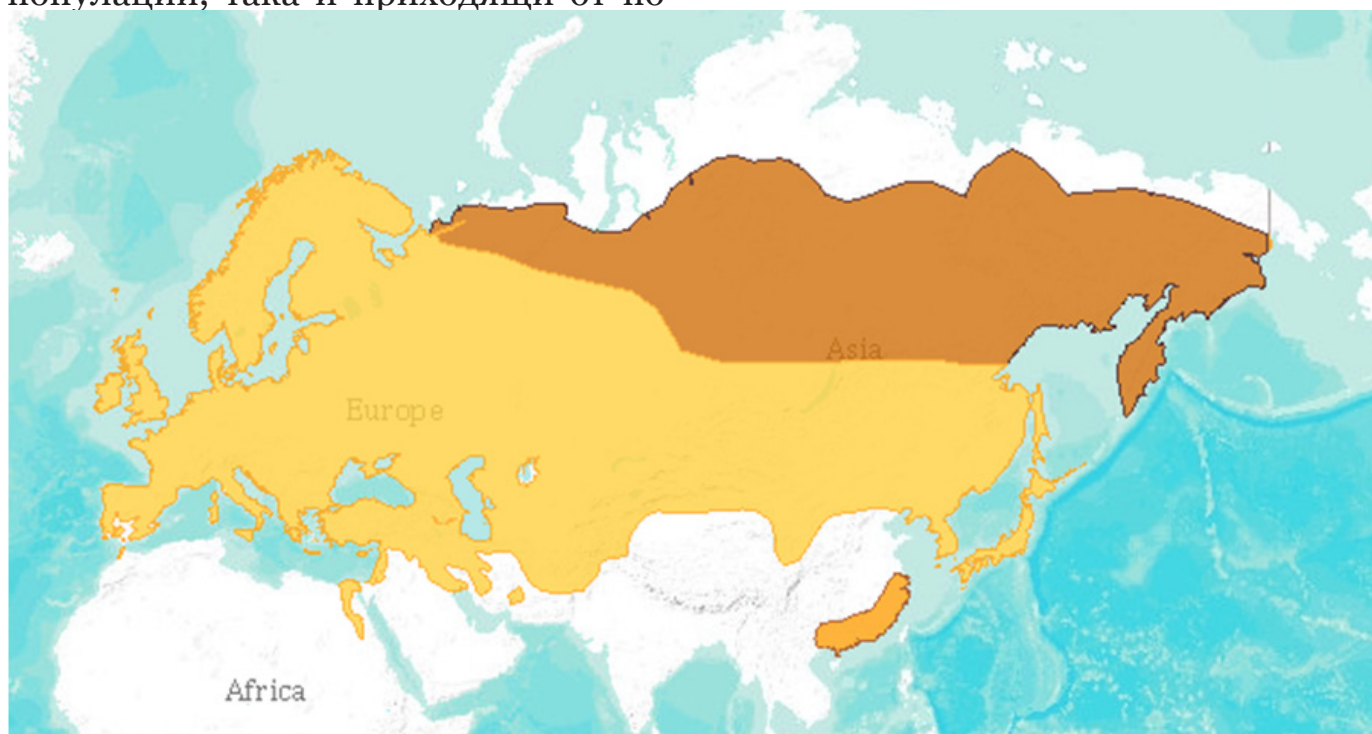 популации, така и приходящи от по-
Asia
Europe
Africa